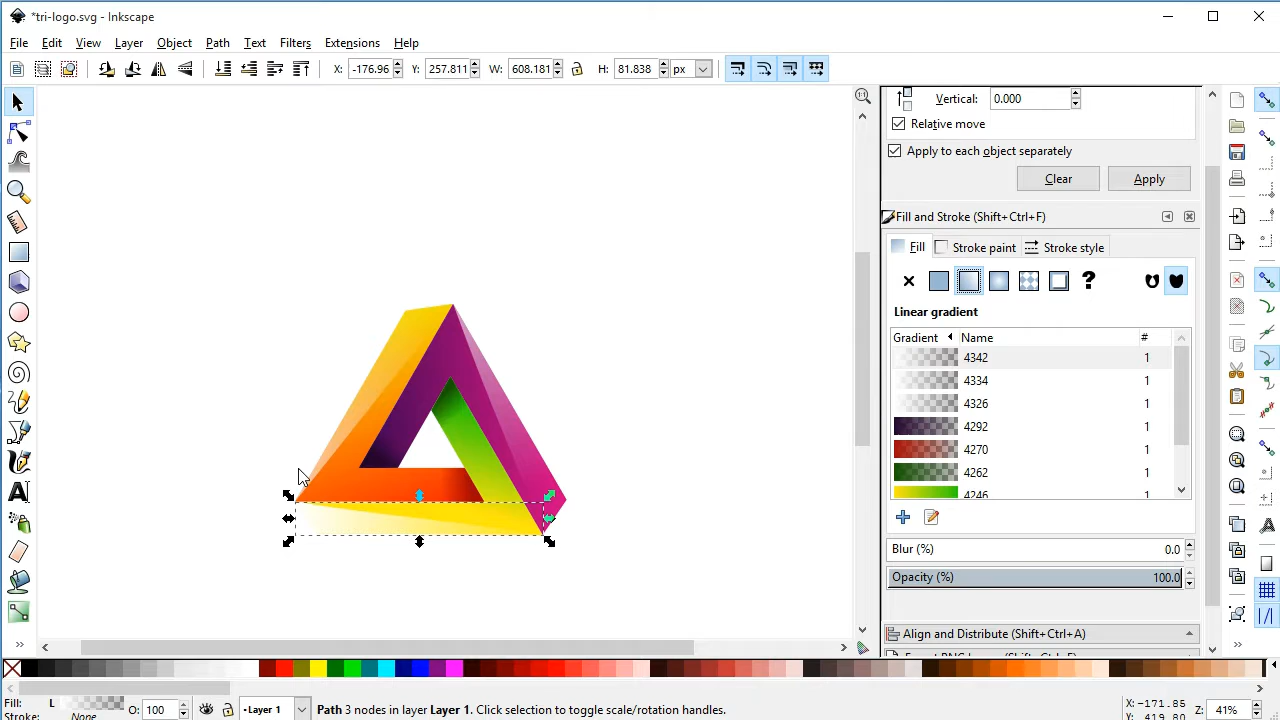 *tri-logo.svg - Inkscape
File Edit View Layer Object Path Text Filters Extensions Help
X: -176.96 Y: 257.811 W: 608.181 H: 81.838 px
1:1
Vertical: 0.000
Relative move
Apply to each object separately
Clear Apply
Fill and Stroke (Shift+Ctrl+F)
Fill Stroke paint Stroke style
?
Linear gradient
Gradient Name #
4342 1
4334 1
4326 1
4292 1
4270 1
4262 1
4246 1
Blur (%) 0.0
Opacity (%) 100.0
Align and Distribute (Shift+Ctrl+A)
Fill: L O: 100 Layer 1 Path 3 nodes in layer Layer 1. Click selection to toggle scale/rotation handles. X: -171.85 Z: 41%
Stroke: None Y: 419.80